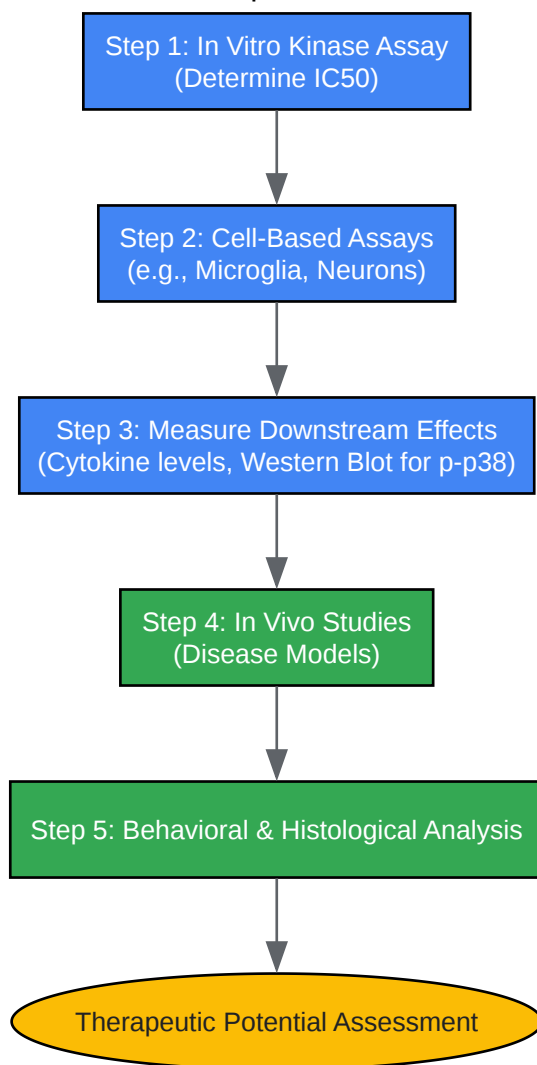 Step 1: In Vitro Kinase Assay
(Determine IC50)
Step 2: Cell-Based Assays
(e.g., Microglia, Neurons)
Step 3: Measure Downstream Effects
(Cytokine levels, Western Blot for p-p38)
Step 4: In Vivo Studies
(Disease Models)
Step 5: Behavioral & Histological Analysis
Therapeutic Potential Assessment